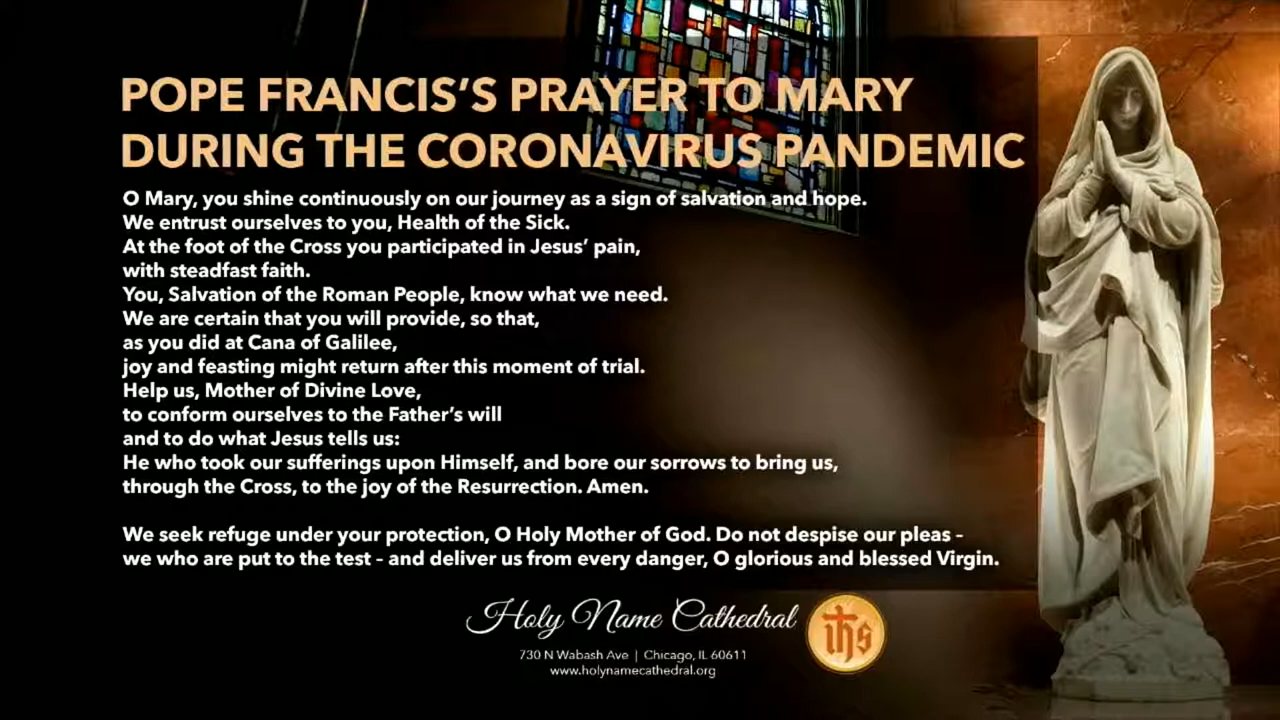 POPE FRANCIS’S PRAYER TO MARY
DURING THE CORONAVIRUS PANDEMIC
O Mary, you shine continuously on our journey as a sign of salvation and hope.
We entrust ourselves to you, Health of the Sick.
At the foot of the Cross you participated in Jesus’ pain,
with steadfast faith.
You, Salvation of the Roman People, know what we need.
We are certain that you will provide, so that,
as you did at Cana of Galilee,
joy and feasting might return after this moment of trial.
Help us, Mother of Divine Love,
to conform ourselves to the Father’s will
and to do what Jesus tells us:
He who took our sufferings upon Himself, and bore our sorrows to bring us,
through the Cross, to the joy of the Resurrection. Amen.
We seek refuge under your protection, O Holy Mother of God. Do not despise our pleas –
we who are put to the test – and deliver us from every danger, O glorious and blessed Virgin.
Holy Name Cathedral
ihs
730 N Wabash Ave | Chicago, IL 60611
www.holynamecathedral.org